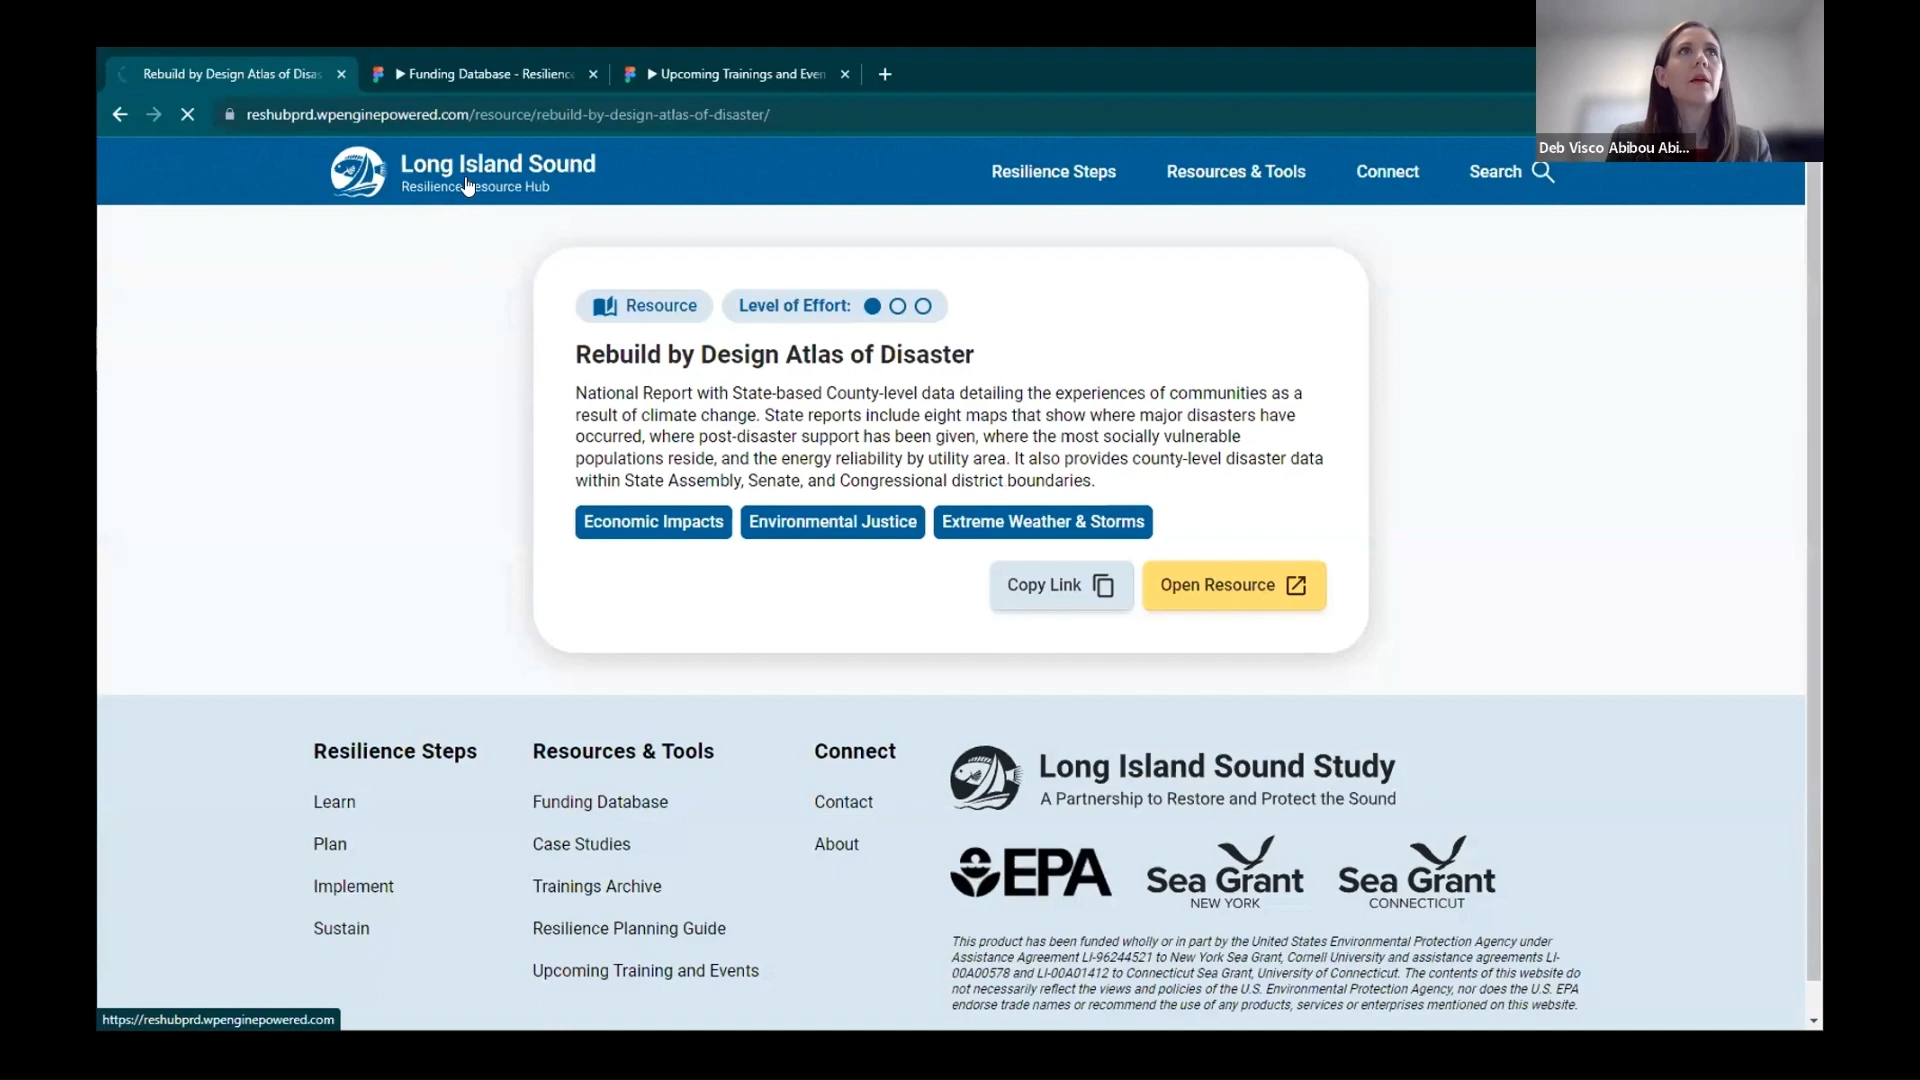 Rebuild by Design Atlas of Disas
▶ Funding Database - Resilienc
▶ Upcoming Trainings and Even
Deb Visco Abibou Abi...
reshubprd.wpenginepowered.com/resource/rebuild-by-design-atlas-of-disaster/
Long Island Sound
Resilience Resource Hub
Resilience Steps
Resources & Tools
Connect
Search
Resource
Level of Effort:
Rebuild by Design Atlas of Disaster
National Report with State-based County-level data detailing the experiences of communities as a
result of climate change. State reports include eight maps that show where major disasters have
occurred, where post-disaster support has been given, where the most socially vulnerable
populations reside, and the energy reliability by utility area. It also provides county-level disaster data
within State Assembly, Senate, and Congressional district boundaries.
Economic Impacts
Environmental Justice
Extreme Weather & Storms
Copy Link
Open Resource
Resilience Steps
Learn
Plan
Implement
Sustain
Resources & Tools
Funding Database
Case Studies
Trainings Archive
Resilience Planning Guide
Upcoming Training and Events
Connect
Contact
About
Long Island Sound Study
A Partnership to Restore and Protect the Sound
EPA
Sea Grant
NEW YORK
Sea Grant
CONNECTICUT
This product has been funded wholly or in part by the United States Environmental Protection Agency under
Assistance Agreement LI-96244521 to New York Sea Grant, Cornell University and assistance agreements LI-
00A00578 and LI-00A01412 to Connecticut Sea Grant, University of Connecticut. The contents of this website do
not necessarily reflect the views and policies of the U.S. Environmental Protection Agency, nor does the U.S. EPA
endorse trade names or recommend the use of any products, services or enterprises mentioned on this website.
https://reshubprd.wpenginepowered.com